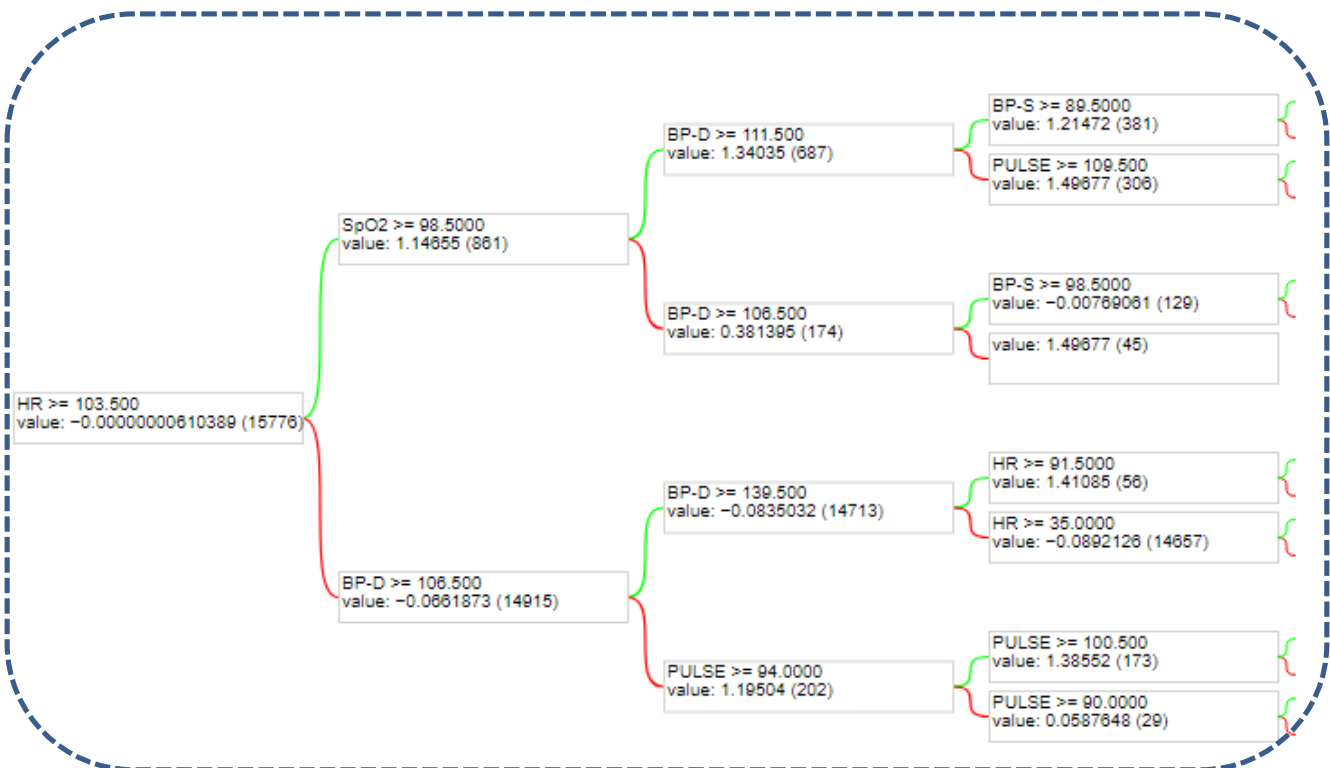 HR >= 103.500
value: −0.00000000610389 (15776)
SpO2 >= 98.5000
value: 1.14655 (861)
BP-D >= 106.500
value: −0.0661873 (14915)
BP-D >= 111.500
value: 1.34035 (687)
BP-D >= 106.500
value: 0.381395 (174)
BP-D >= 139.500
value: −0.0835032 (14713)
PULSE >= 94.0000
value: 1.19504 (202)
BP-S >= 89.5000
value: 1.21472 (381)
PULSE >= 109.500
value: 1.49677 (306)
BP-S >= 98.5000
value: −0.00769061 (129)
value: 1.49677 (45)
HR >= 91.5000
value: 1.41085 (56)
HR >= 35.0000
value: −0.0892126 (14657)
PULSE >= 100.500
value: 1.38552 (173)
PULSE >= 90.0000
value: 0.0587648 (29)